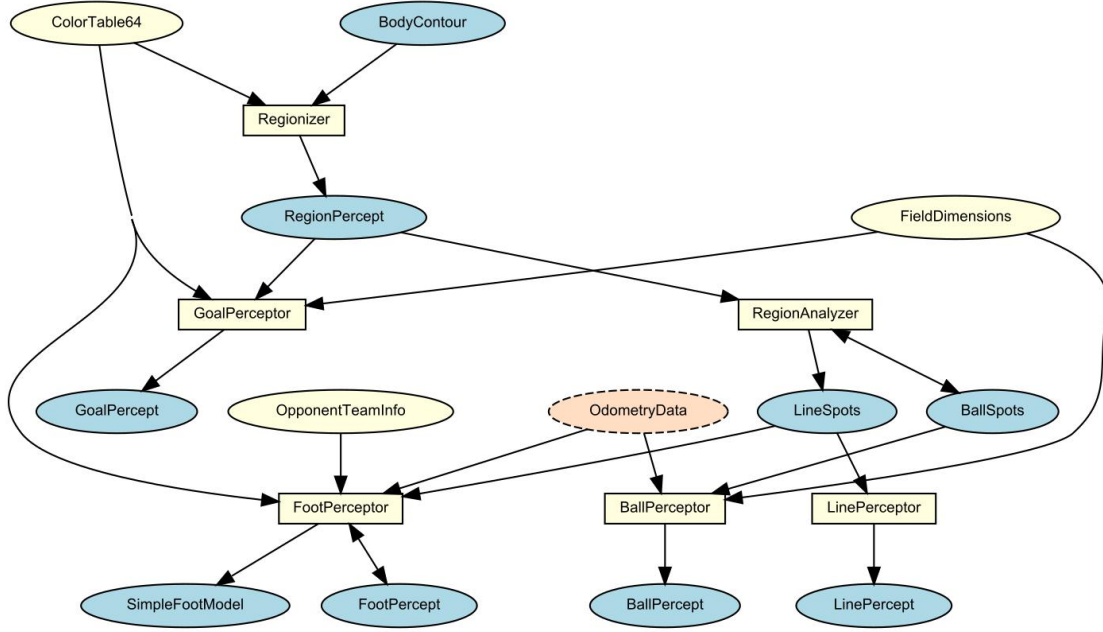 ColorTable64
BodyContour
Regionizer
RegionPercept
FieldDimensions
GoalPerceptor
RegionAnalyzer
GoalPercept
OpponentTeamInfo
OdometryData
LineSpots
BallSpots
FootPerceptor
BallPerceptor
LinePerceptor
SimpleFootModel
FootPercept
BallPercept
LinePercept